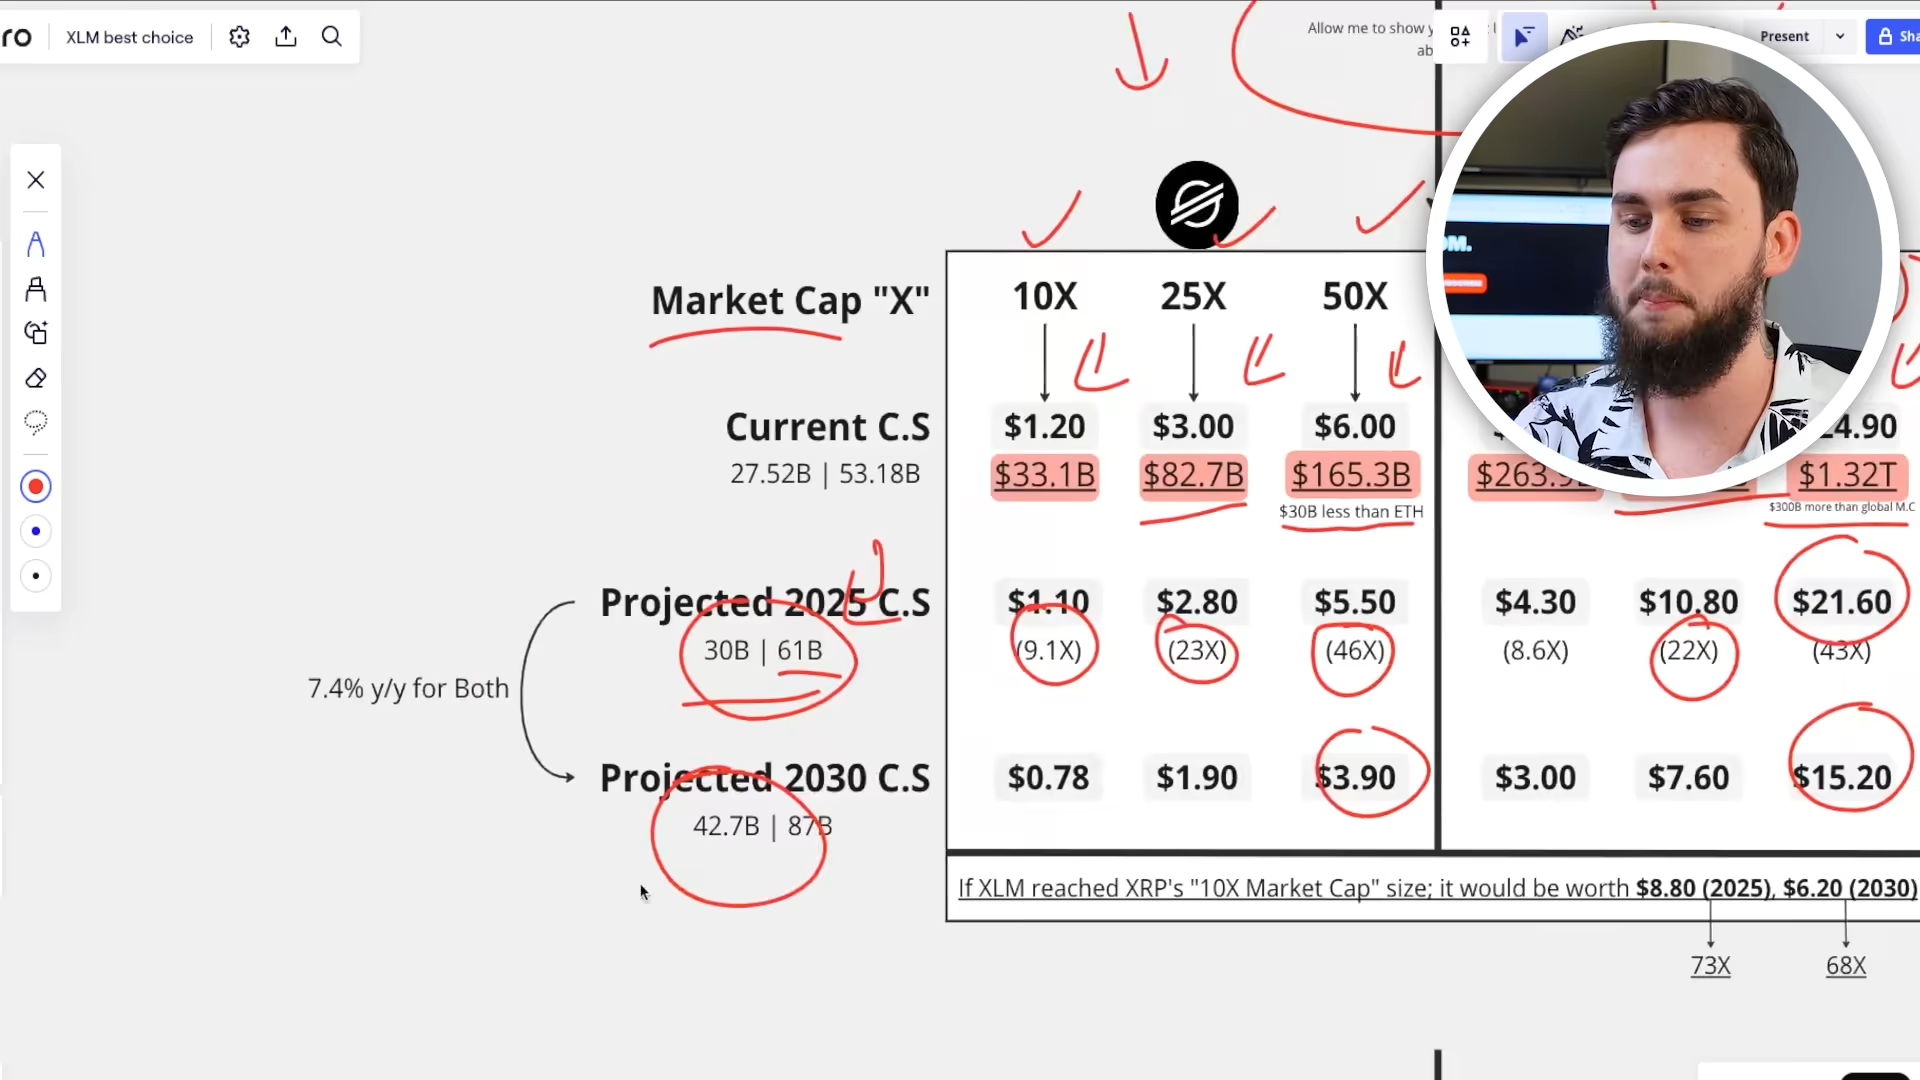 ro
XLM best choice
Allow me to show
ab
Present
Sha
OM.
Market Cap "X"
10X
25X
50X
Current C.S
$1.20
$3.00
$6.00
27.52B | 53.18B
$33.1B
$82.7B
$165.3B
$1.32T
$30B less than ETH
$300B more than global M.C
Projected 2025 C.S
$1.10
$2.80
$5.50
$4.30
$10.80
$21.60
30B | 61B
(9.1X)
(23X)
(46X)
(8.6X)
(22X)
(43X)
7.4% y/y for Both
Projected 2030 C.S
$0.78
$1.90
$3.90
$3.00
$7.60
$15.20
42.7B | 87B
If XLM reached XRP's "10X Market Cap" size; it would be worth $8.80 (2025), $6.20 (2030)
73X
68X